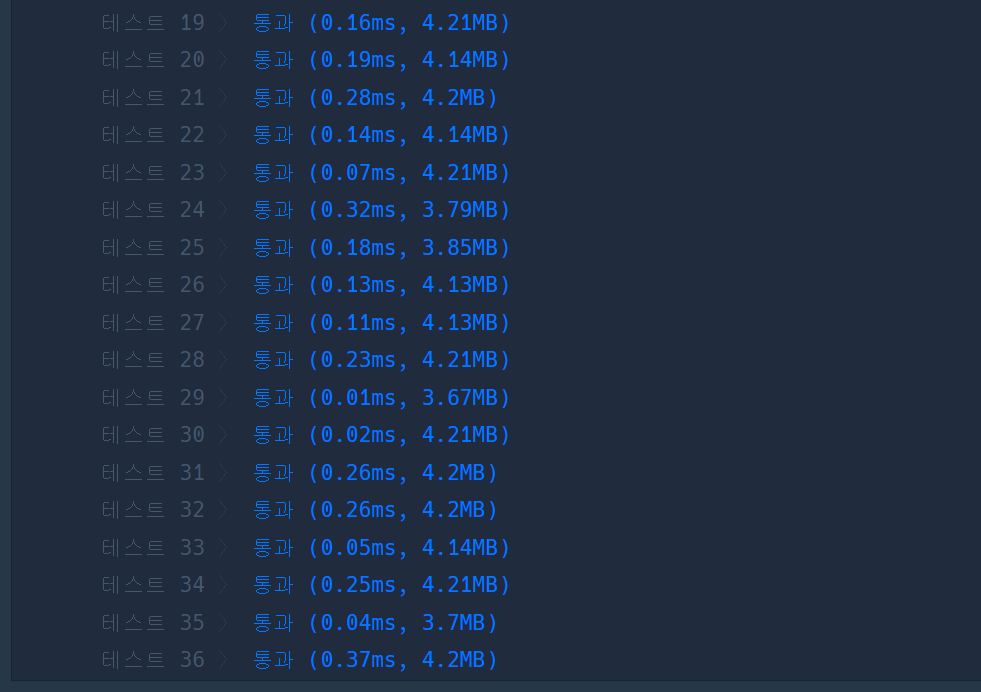 테스트 19 〉 통과 (0.16ms, 4.21MB)
테스트 20 〉 통과 (0.19ms, 4.14MB)
테스트 21 〉 통과 (0.28ms, 4.2MB)
테스트 22 〉 통과 (0.14ms, 4.14MB)
테스트 23 〉 통과 (0.07ms, 4.21MB)
테스트 24 〉 통과 (0.32ms, 3.79MB)
테스트 25 〉 통과 (0.18ms, 3.85MB)
테스트 26 〉 통과 (0.13ms, 4.13MB)
테스트 27 〉 통과 (0.11ms, 4.13MB)
테스트 28 〉 통과 (0.23ms, 4.21MB)
테스트 29 〉 통과 (0.01ms, 3.67MB)
테스트 30 〉 통과 (0.02ms, 4.21MB)
테스트 31 〉 통과 (0.26ms, 4.2MB)
테스트 32 〉 통과 (0.26ms, 4.2MB)
테스트 33 〉 통과 (0.05ms, 4.14MB)
테스트 34 〉 통과 (0.25ms, 4.21MB)
테스트 35 〉 통과 (0.04ms, 3.7MB)
테스트 36 〉 통과 (0.37ms, 4.2MB)